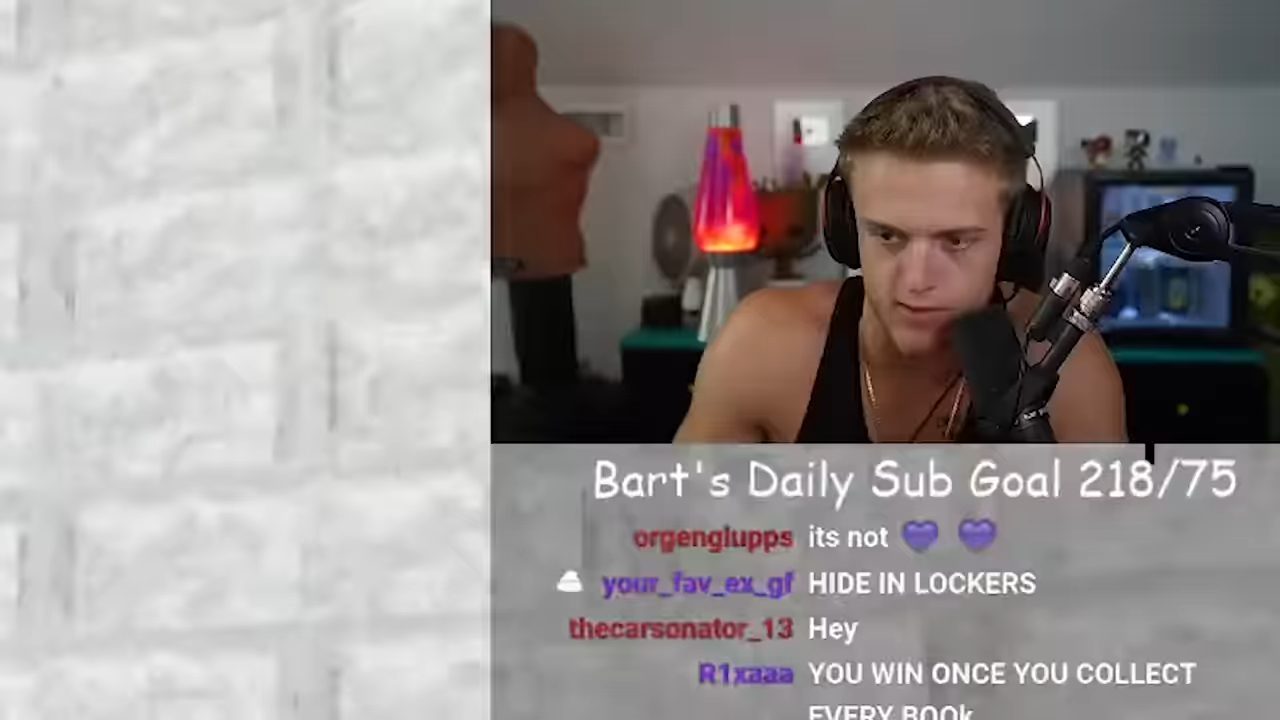 Bart's Daily Sub Goal 218/75
orgenglupps its not 💜 💜
your_fav_ex_gf HIDE IN LOCKERS
thecarsonator_13 Hey
R1xaaa YOU WIN ONCE YOU COLLECT
EVERY BOOk